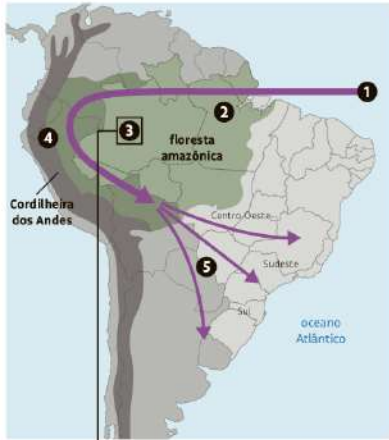 1
2
4
3
floresta
amazônica
Cordilheira
dos Andes
Centro Oeste
5
Sudeste
Sul
oceano
Atlântico